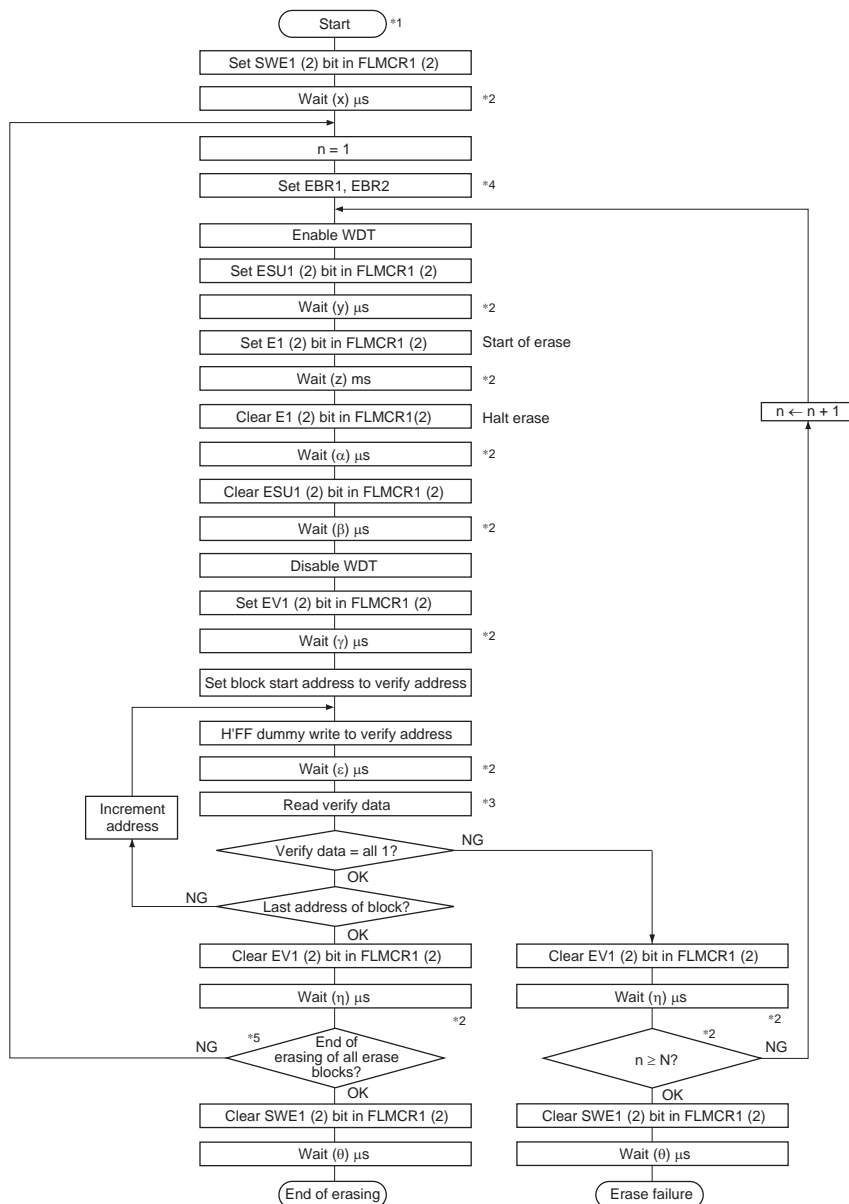 Start *1
Set SWE1 (2) bit in FLMCR1 (2)
Wait (x) μs *2
n = 1
Set EBR1, EBR2 *4
Enable WDT
Set ESU1 (2) bit in FLMCR1 (2)
Wait (y) μs *2
Set E1 (2) bit in FLMCR1 (2) Start of erase
Wait (z) ms *2
n ← n + 1
Clear E1 (2) bit in FLMCR1(2) Halt erase
Wait (α) μs *2
Clear ESU1 (2) bit in FLMCR1 (2)
Wait (β) μs *2
Disable WDT
Set EV1 (2) bit in FLMCR1 (2)
Wait (γ) μs *2
Set block start address to verify address
H'FF dummy write to verify address
Wait (ε) μs *2
Read verify data *3
Increment
address
Verify data = all 1? NG
OK
NG Last address of block?
OK
Clear EV1 (2) bit in FLMCR1 (2)
Wait (η) μs
*2
NG *5 End of
erasing of all erase
blocks?
OK
Clear SWE1 (2) bit in FLMCR1 (2)
Wait (θ) μs
End of erasing
Clear EV1 (2) bit in FLMCR1 (2)
Wait (η) μs
*2
*2
n ≥ N? NG
OK
Clear SWE1 (2) bit in FLMCR1 (2)
Wait (θ) μs
Erase failure